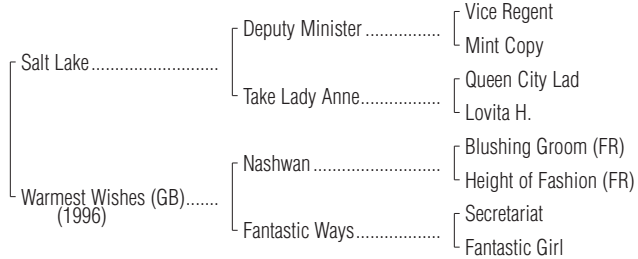 Vice Regent
Deputy Minister .................
Mint Copy
Salt Lake..........................
Queen City Lad
Take Lady Anne.................
Lovita H.
Blushing Groom (FR)
Nashwan ...........................
Height of Fashion (FR)
Warmest Wishes (GB).......
(1996)
Secretariat
Fantastic Ways..................
Fantastic Girl